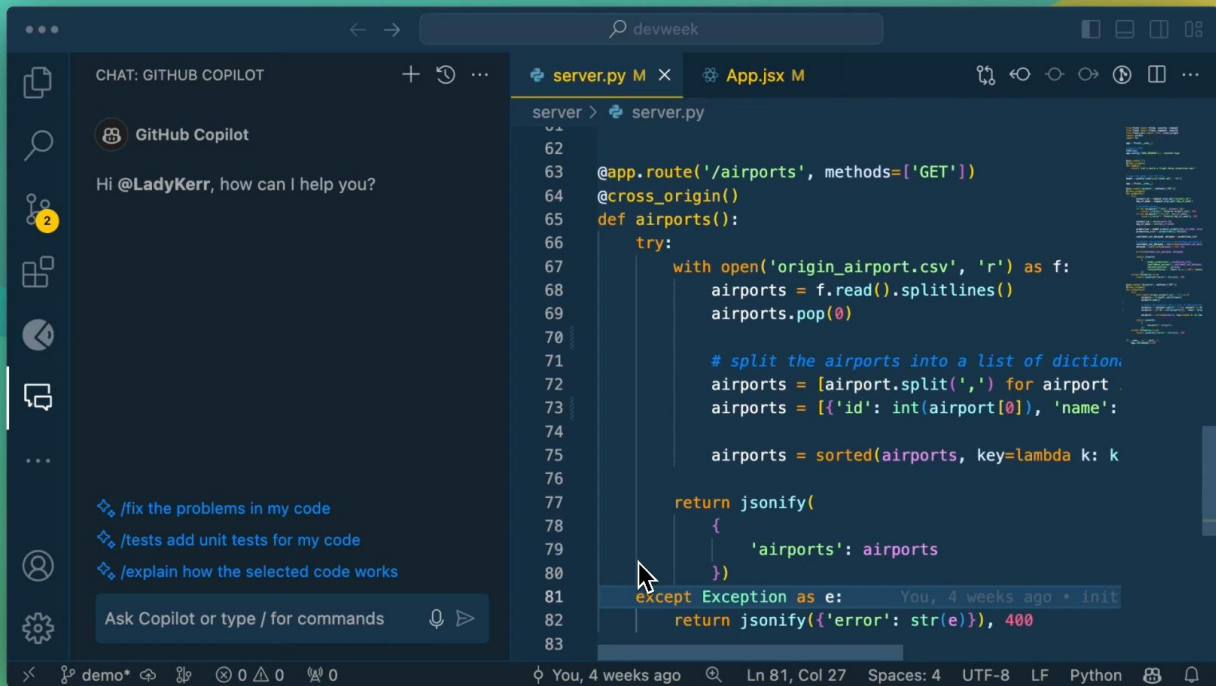 devweek
CHAT: GITHUB COPILOT
GitHub Copilot
Hi @LadyKerr, how can I help you?
/fix the problems in my code
/tests add unit tests for my code
/explain how the selected code works
Ask Copilot or type / for commands
2
server.py M
App.jsx M
server > server.py
61
62
63 @app.route('/airports', methods=['GET'])
64 @cross_origin()
65 def airports():
66 try:
67 with open('origin_airport.csv', 'r') as f:
68 airports = f.read().splitlines()
69 airports.pop(0)
70
71 # split the airports into a list of diction
72 airports = [airport.split(',') for airport
73 airports = [{'id': int(airport[0]), 'name':
74
75 airports = sorted(airports, key=lambda k: k
76
77 return jsonify(
78 {
79 'airports': airports
80 })
81 except Exception as e: You, 4 weeks ago • init
82 return jsonify({'error': str(e)}), 400
83
demo* 0 0 0 You, 4 weeks ago Ln 81, Col 27 Spaces: 4 UTF-8 LF Python